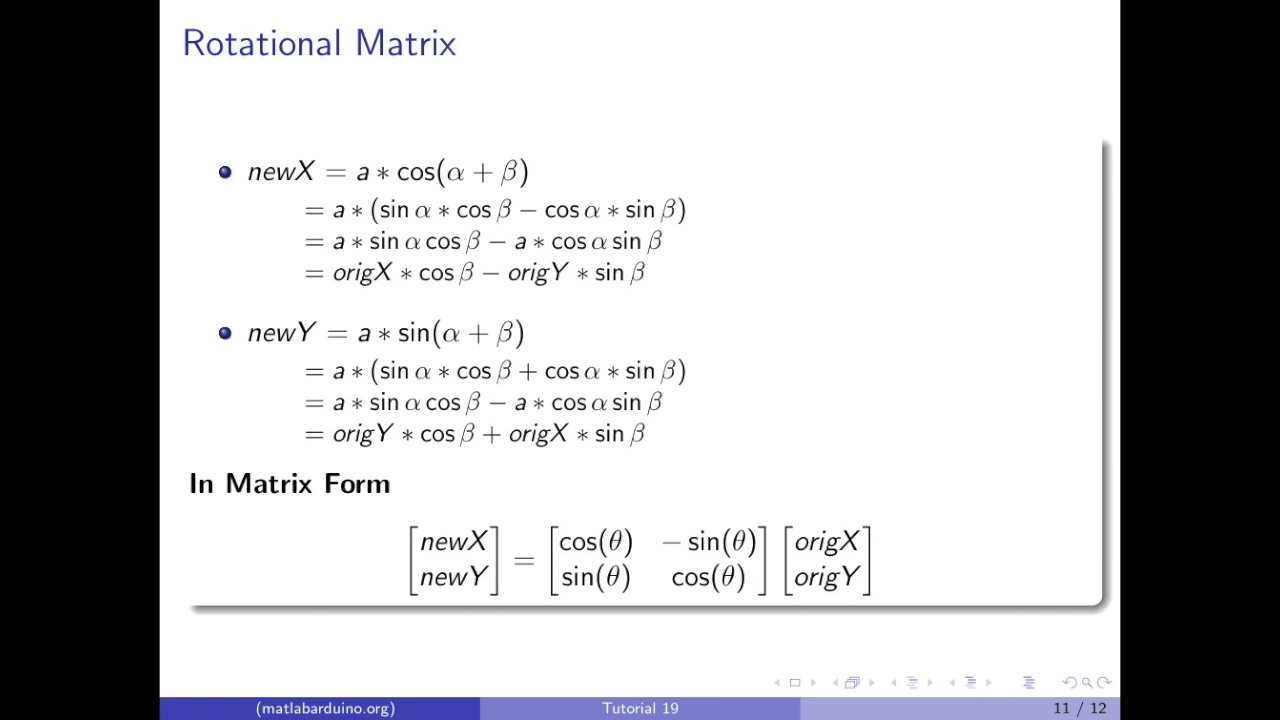 Rotational Matrix
newX = a ∗ cos(α + β)
= a ∗ (sin α ∗ cos β − cos α ∗ sin β)
= a ∗ sin α cos β − a ∗ cos α sin β
= origX ∗ cos β − origY ∗ sin β
newY = a ∗ sin(α + β)
= a ∗ (sin α ∗ cos β + cos α ∗ sin β)
= a ∗ sin α cos β − a ∗ cos α sin β
= origY ∗ cos β + origX ∗ sin β
In Matrix Form
[newX newY] = [cos(θ) − sin(θ) sin(θ) cos(θ)] [origX origY]
(matlabarduino.org) Tutorial 19 11 / 12